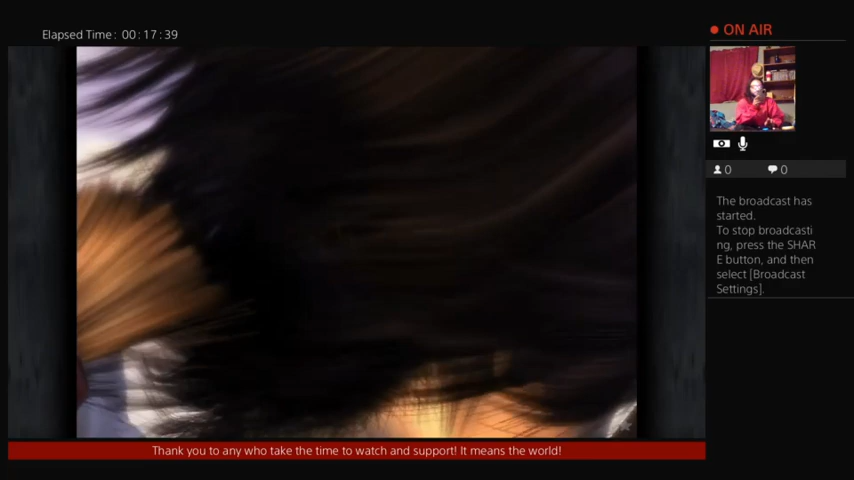 Elapsed Time: 00:17:39
ON AIR
0 0
The broadcast has
started.
To stop broadcasti
ng, press the SHAR
E button, and then
select [Broadcast
Settings].
Thank you to any who take the time to watch and support! It means the world!